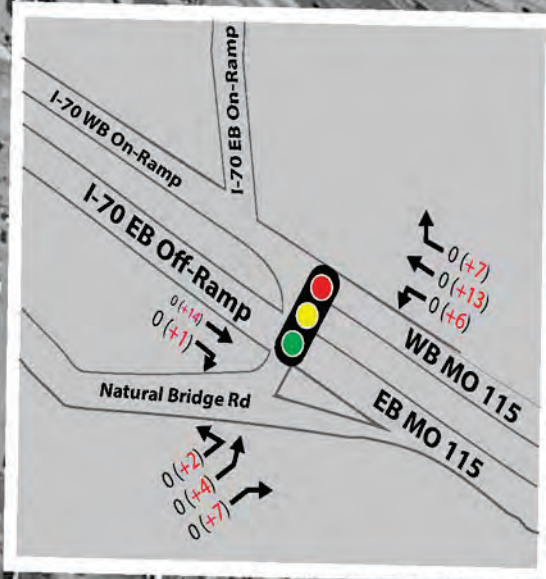 I-70 WB On-Ramp
I-70 EB On-Ramp
I-70 EB Off-Ramp
0 (+14)
0 (+1)
0 (+7)
0 (+13)
0 (+6)
WB MO 115
EB MO 115
Natural Bridge Rd
0 (+2)
0 (+4)
0 (+7)